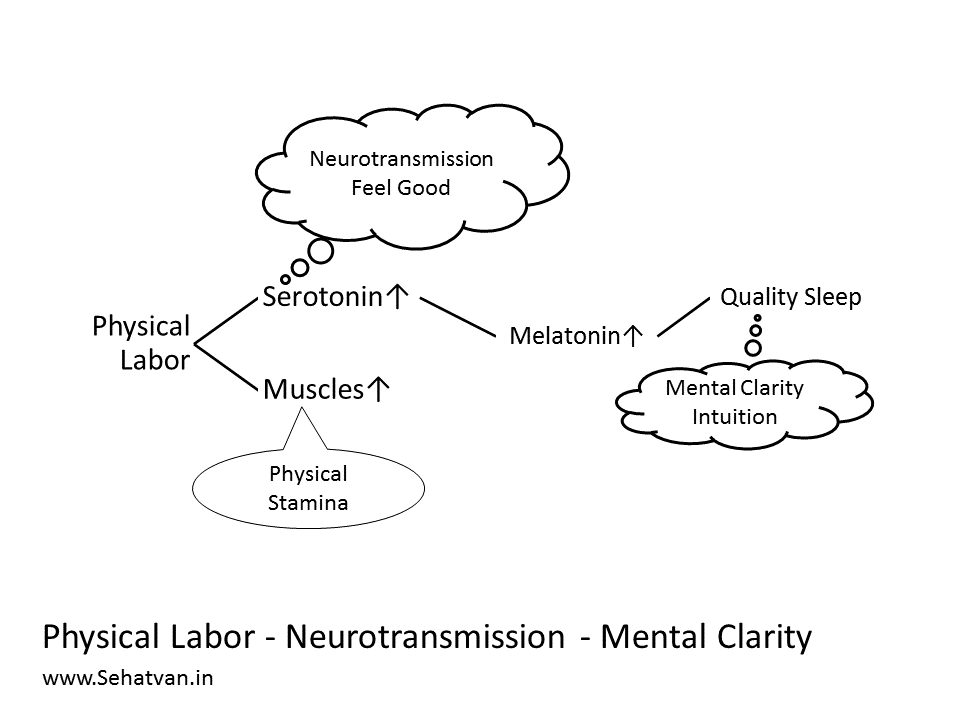 Neurotransmission
Feel Good
Serotonin↑
Quality Sleep
Physical
Labor
Melatonin↑
Muscles↑
Mental Clarity
Intuition
Physical
Stamina
Physical Labor - Neurotransmission - Mental Clarity
www.Sehatvan.in